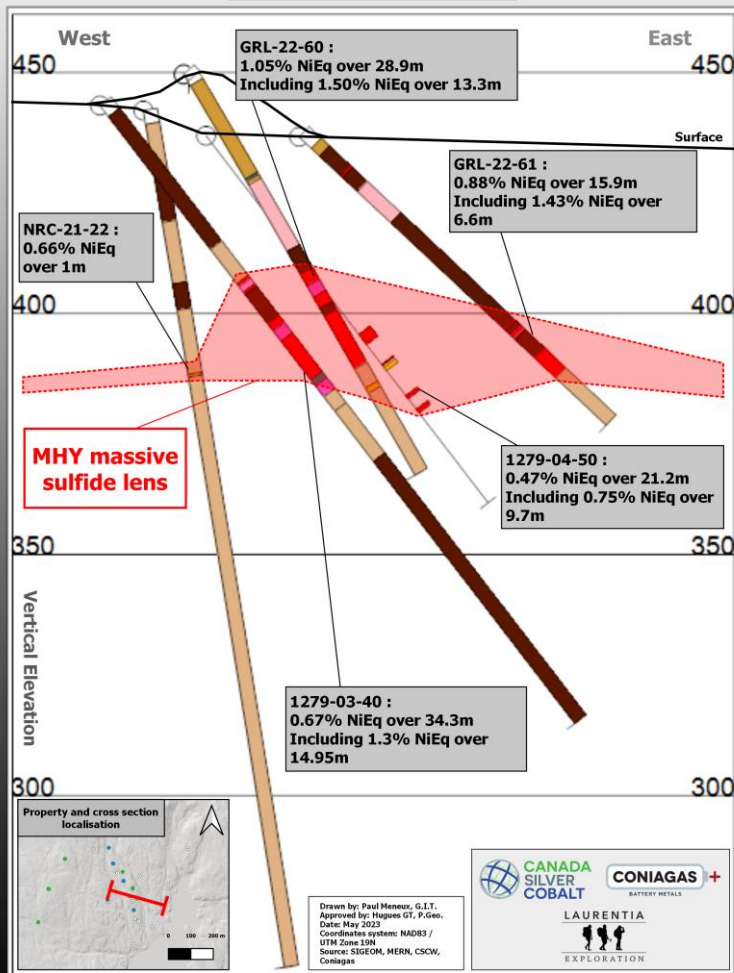 West
East
GRL-22-60 :
1.05% NiEq over 28.9m
Including 1.50% NiEq over 13.3m
450
450
Surface
GRL-22-61 :
0.88% NiEq over 15.9m
Including 1.43% NiEq over
6.6m
NRC-21-22 :
0.66% NiEq
over 1m
400
400
MHY massive
sulfide lens
1279-04-50 :
0.47% NiEq over 21.2m
Including 0.75% NiEq over
9.7m
350
350
Vertical Elevation
1279-03-40 :
0.67% NiEq over 34.3m
Including 1.3% NiEq over
14.95m
300
300
Property and cross section
localisation
0 100 200 m
Drawn by: Paul Meneux, G.I.T.
Approved by: Hugues GT, P.Geo.
Date: May 2023
Coordinates system: NAD83 /
UTM Zone 19N
Source: SIGEOM, MERN, CSCW,
Coniagas
CANADA
SILVER
COBALT
CONIAGAS
BATTERY METALS
LAURENTIA
EXPLORATION